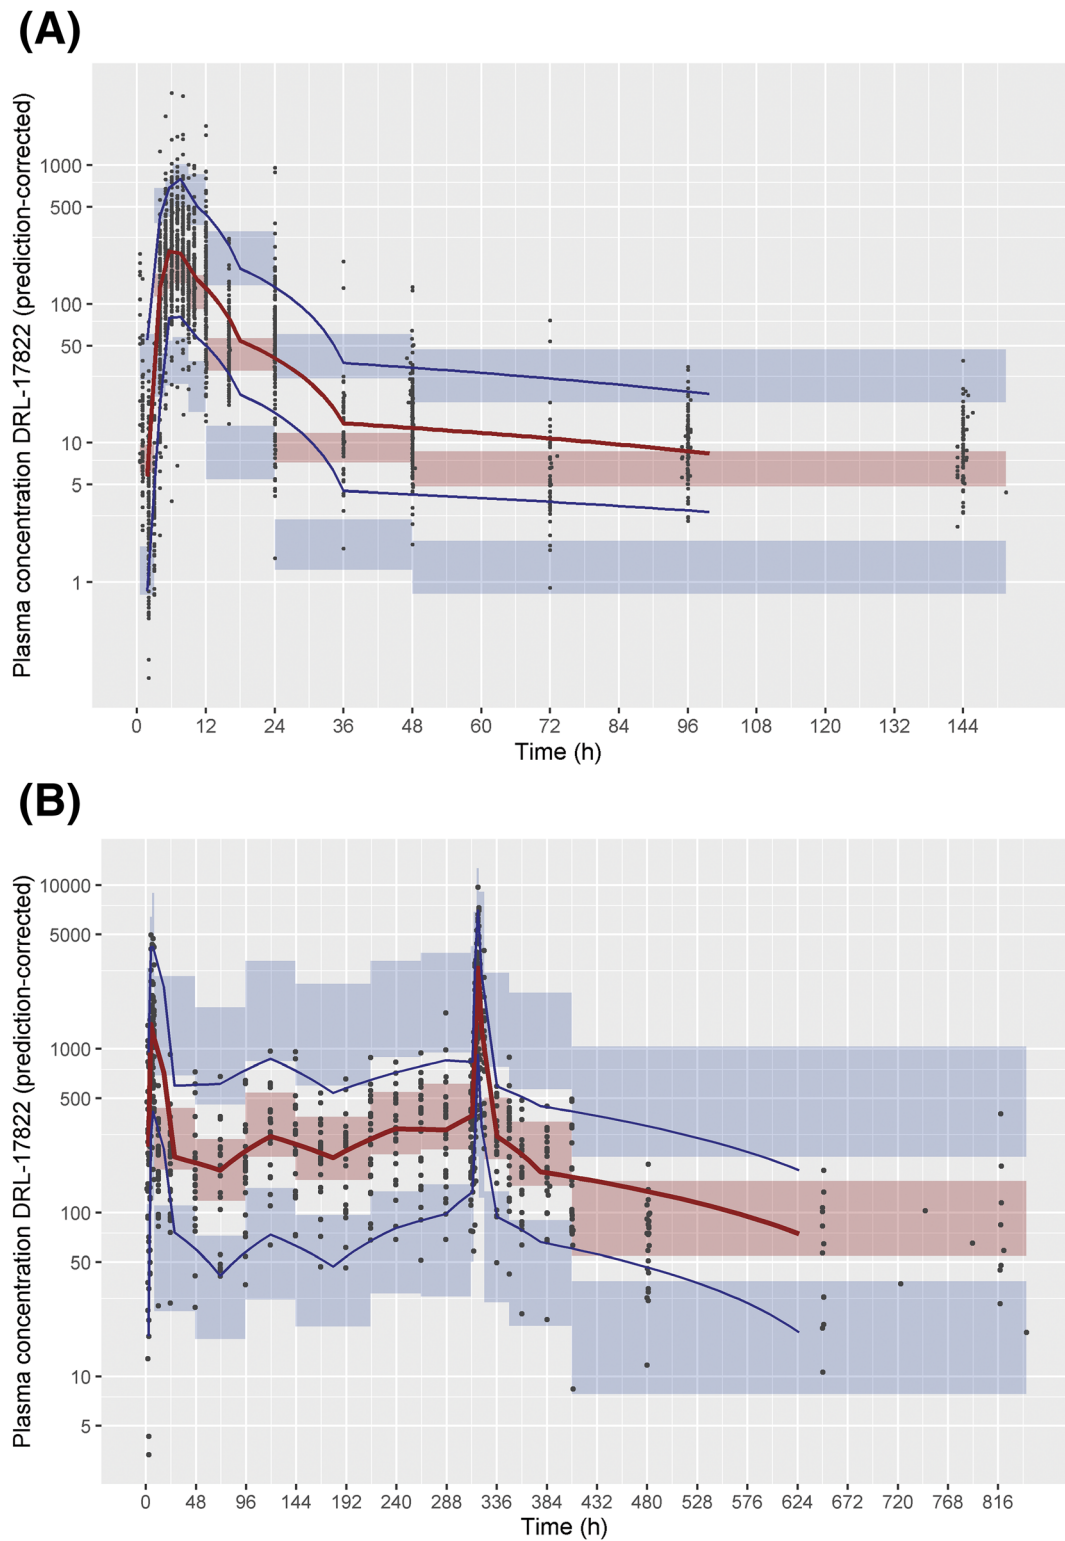 (A)
Plasma concentration DRL-17822 (prediction-corrected)
1000
500
100
50
10
5
1
0 12 24 36 48 60 72 84 96 108 120 132 144
Time (h)
(B)
Plasma concentration DRL-17822 (prediction-corrected)
10000
5000
1000
500
100
50
10
5
0 48 96 144 192 240 288 336 384 432 480 528 576 624 672 720 768 816
Time (h)